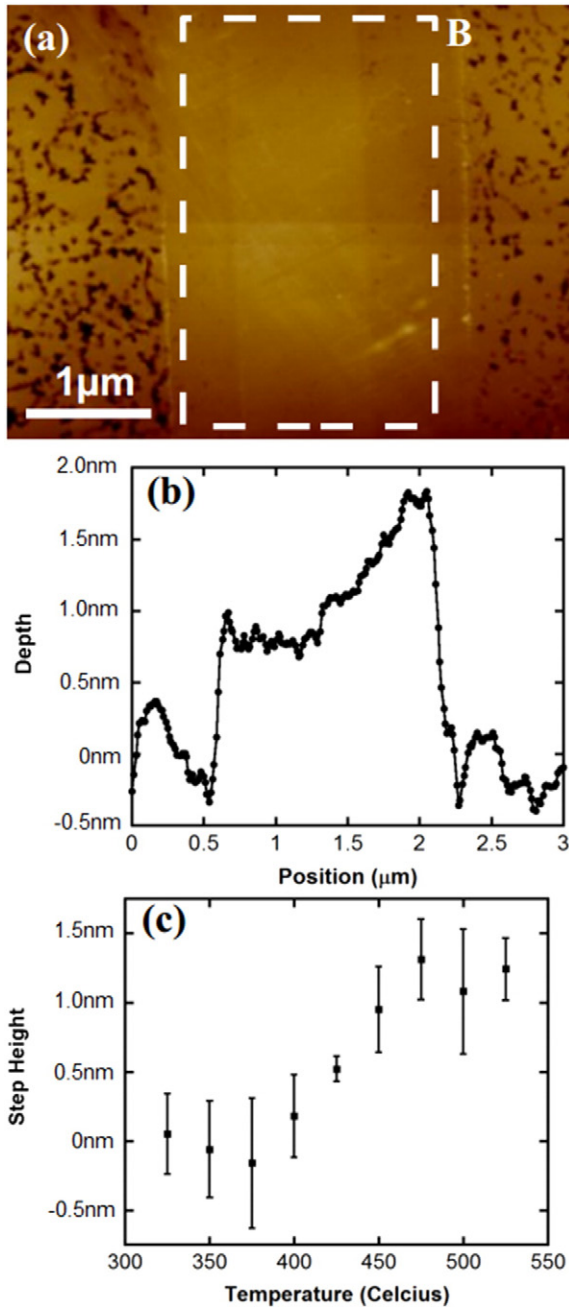 (a)
B
1μm
(b)
2.0nm
1.5nm
1.0nm
0.5nm
0nm
-0.5nm
Depth
0 0.5 1 1.5 2 2.5 3
Position (μm)
(c)
1.5nm
1.0nm
0.5nm
0nm
-0.5nm
Step Height
300 350 400 450 500 550
Temperature (Celcius)